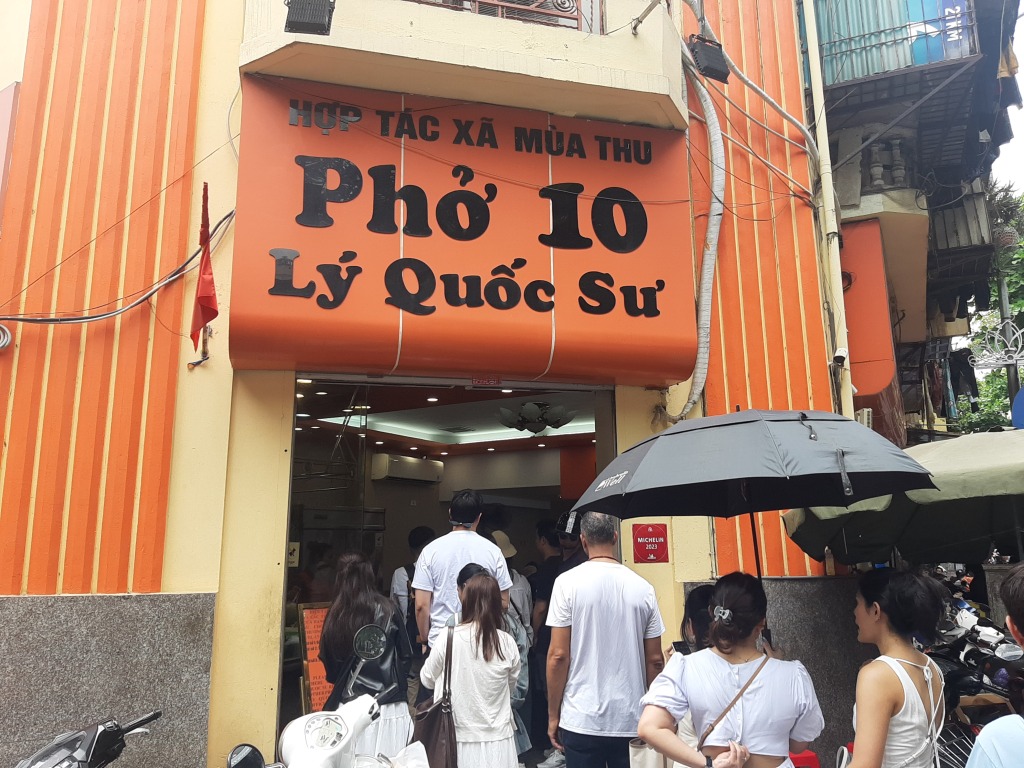 HỢP TÁC XÃ MÙA THU
Phở 10
Lý Quốc Sư
MICHELIN
2023